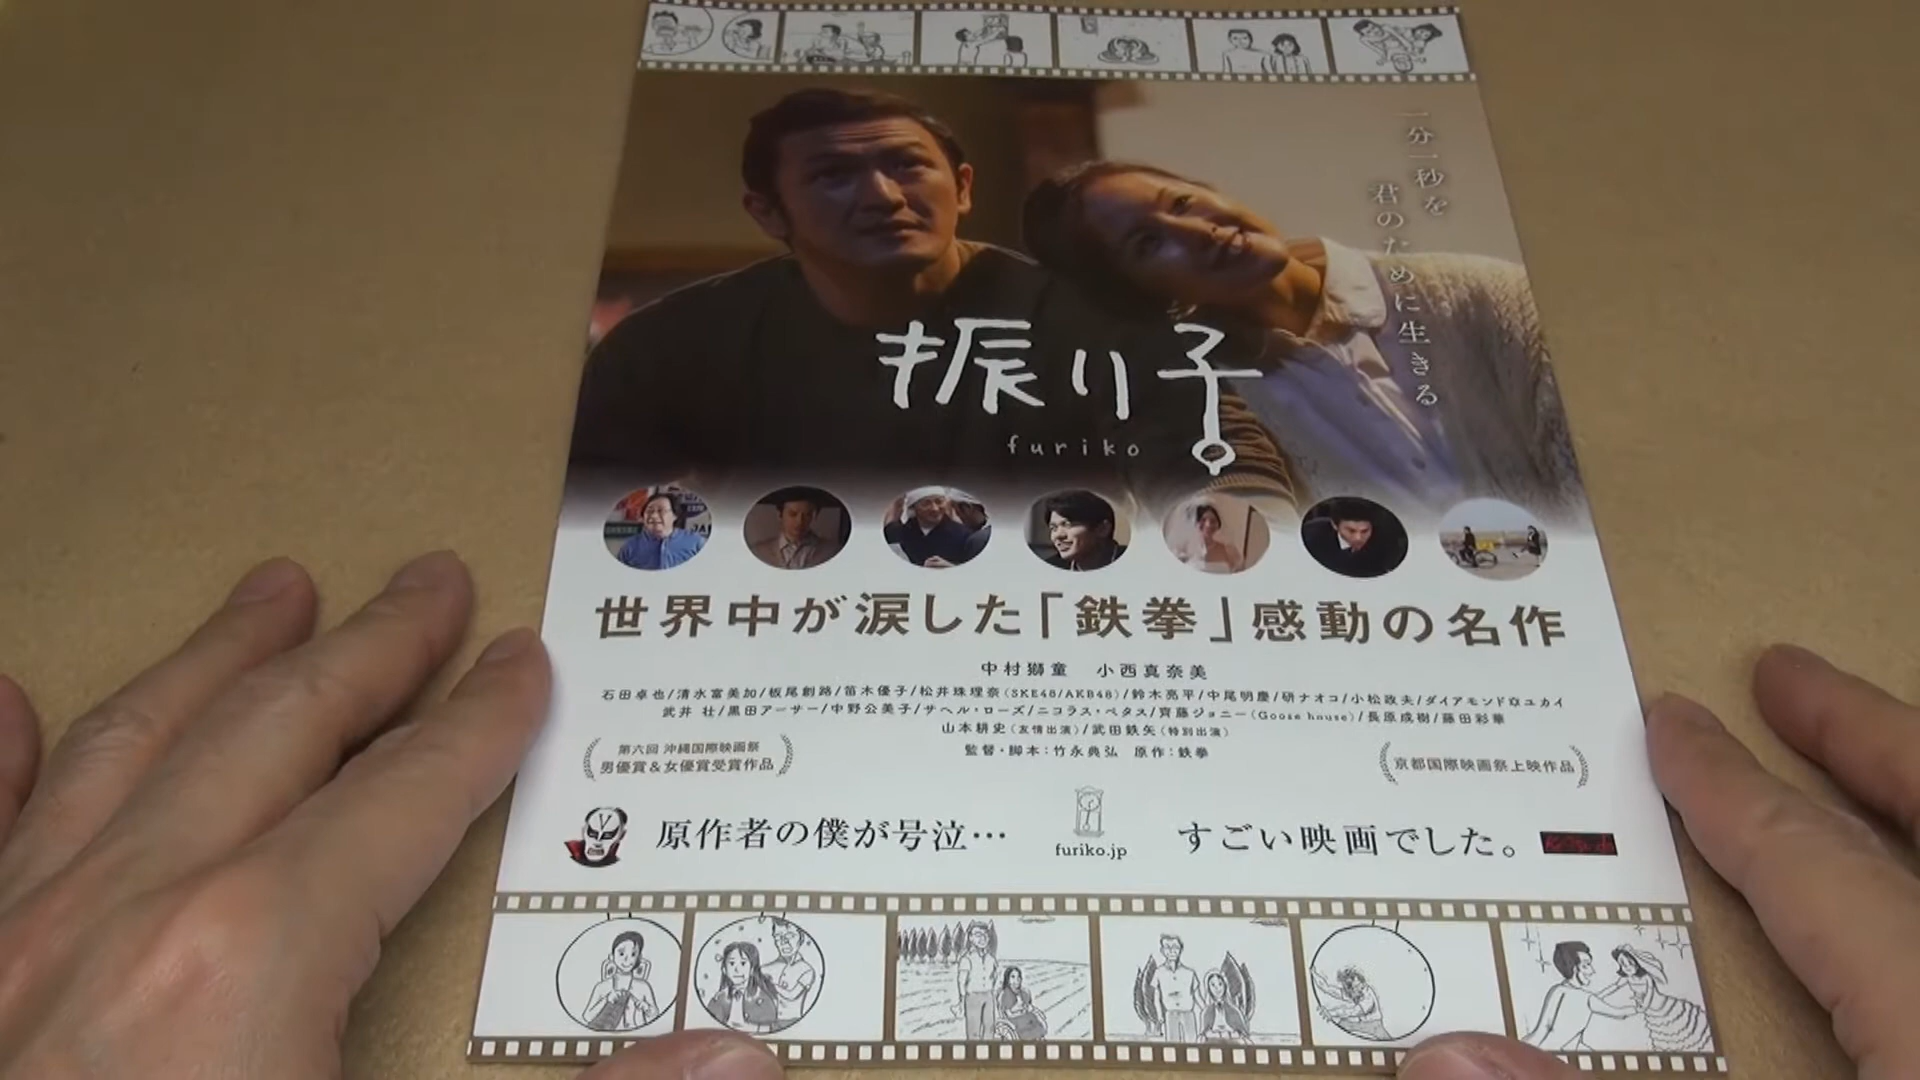 一分一秒を
君のために生きる
振り子
furiko
世界中が涙した「鉄拳」感動の名作
中村獅童 小西真奈美
石田卓也/清水富美加/板尾創路/笛木優子/松井珠理奈(SKE48/AKB48)/鈴木亮平/中尾明慶/研ナオコ/小松政夫/ダイアモンド✡ユカイ
武井 壮/黒田アーサー/中野公美子/サヘル・ローズ/ニコラス・ペタス/齊藤ジョニー(Goose house)/長原成樹/藤田彩華
山本耕史(友情出演)/武田鉄矢(特別出演)
監督・脚本:竹永典弘 原作:鉄拳
第六回 沖縄国際映画祭
男優賞&女優賞受賞作品
京都国際映画祭上映作品
原作者の僕が号泣… すごい映画でした。
furiko.jp